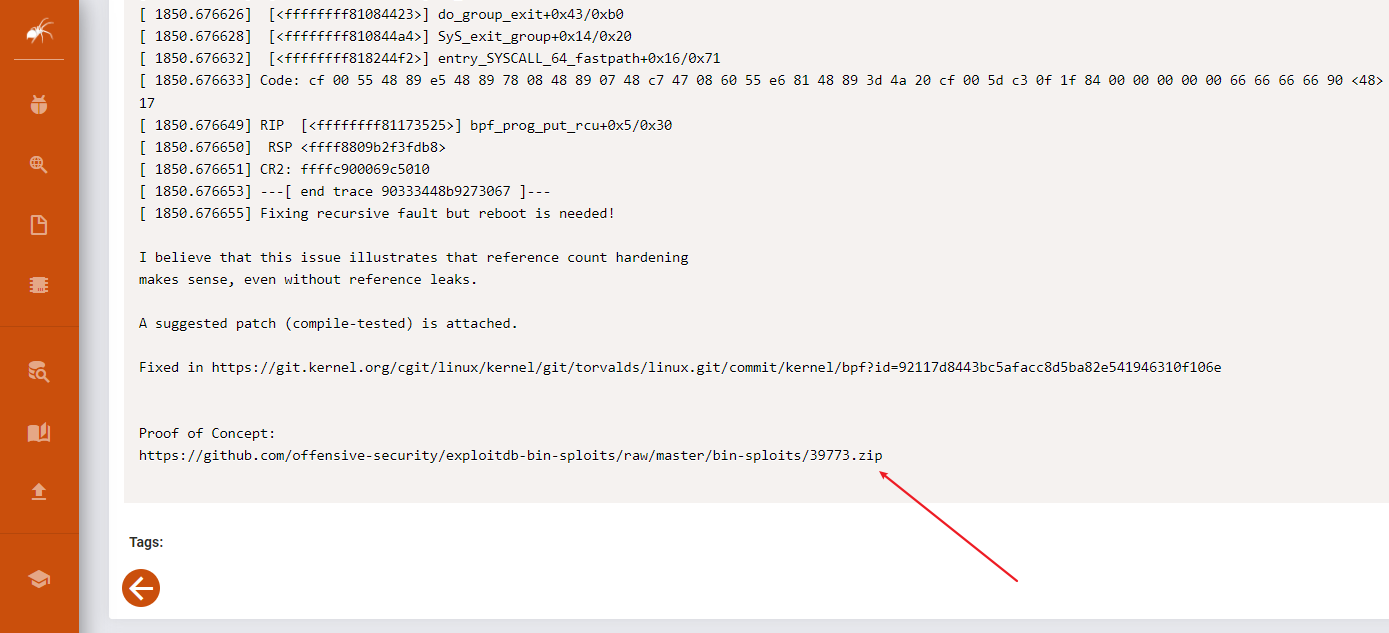 [ 1850.676626]  [<ffffffff81084423>] do_group_exit+0x43/0xb0
[ 1850.676628]  [<ffffffff810844a4>] SyS_exit_group+0x14/0x20
[ 1850.676632]  [<ffffffff818244f2>] entry_SYSCALL_64_fastpath+0x16/0x71
[ 1850.676633] Code: cf 00 55 48 89 e5 48 89 78 08 48 89 07 48 c7 47 08 60 55 e6 81 48 89 3d 4a 20 cf 00 5d c3 0f 1f 84 00 00 00 00 00 66 66 66 66 90 <48>
17
[ 1850.676649] RIP  [<ffffffff81173525>] bpf_prog_put_rcu+0x5/0x30
[ 1850.676650]  RSP <ffff8809b2f3fdb8>
[ 1850.676651] CR2: ffffc900069c5010
[ 1850.676653] ---[ end trace 90333448b9273067 ]---
[ 1850.676655] Fixing recursive fault but reboot is needed!
I believe that this issue illustrates that reference count hardening
makes sense, even without reference leaks.
A suggested patch (compile-tested) is attached.
Fixed in https://git.kernel.org/cgit/linux/kernel/git/torvalds/linux.git/commit/kernel/bpf?id=92117d8443bc5afacc8d5ba82e541946310f106e
Proof of Concept:
https://github.com/offensive-security/exploitdb-bin-sploits/raw/master/bin-sploits/39773.zip
Tags: